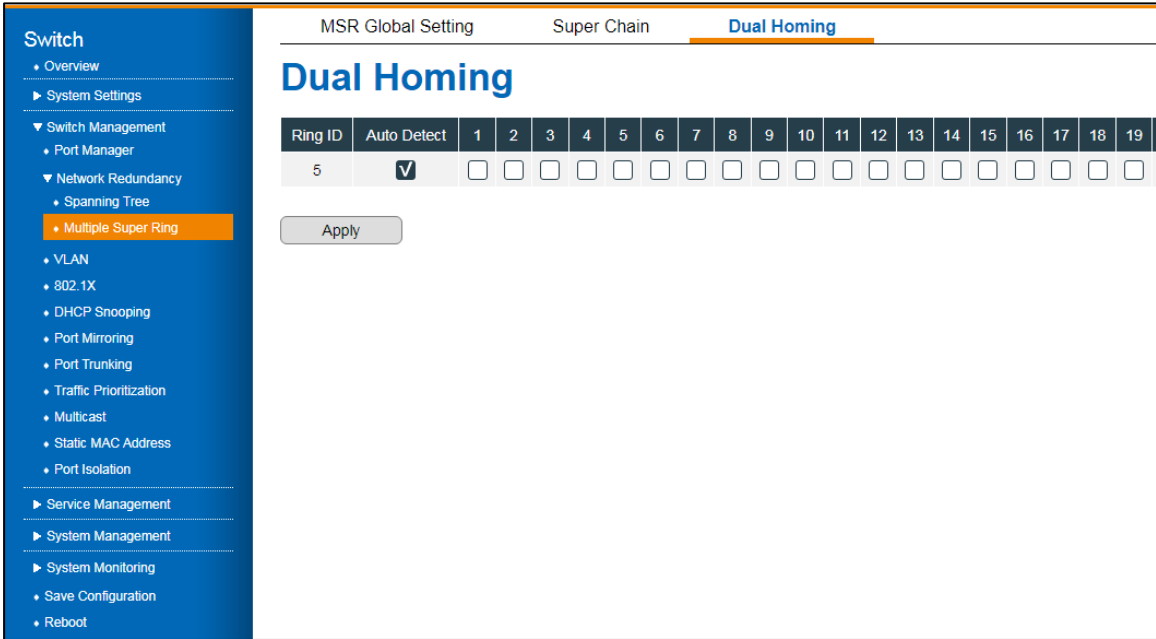 MSR Global Setting Super Chain Dual Homing
Switch
Overview
System Settings
Switch Management
Port Manager
Network Redundancy
Spanning Tree
Multiple Super Ring
VLAN
802.1X
DHCP Snooping
Port Mirroring
Port Trunking
Traffic Prioritization
Multicast
Static MAC Address
Port Isolation
Service Management
System Management
System Monitoring
Save Configuration
Reboot
Dual Homing
Ring ID Auto Detect 1 2 3 4 5 6 7 8 9 10 11 12 13 14 15 16 17 18 19
5
Apply